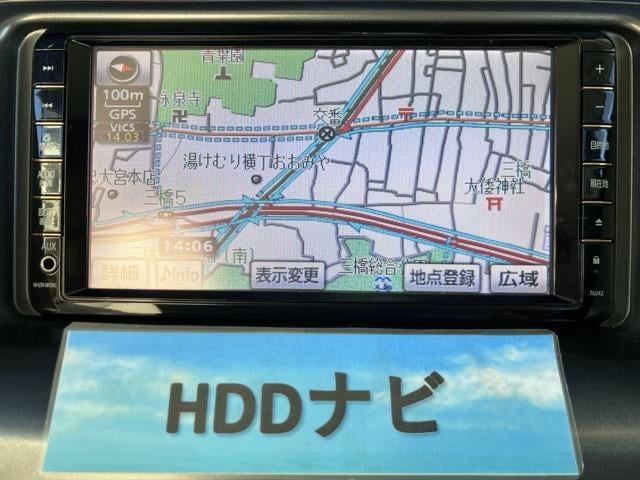 青葉園
100m
GPS
VICS
14:03
永泉寺
交番
湯けむり横丁おおみや
大宮本店
三橋5
三橋
大倭神社
14:06
南
三橋総合公園
詳細
♪Info
表示変更
地点登録
広域
AUDIO
AUX
目的地
現在地
76042
HDDナビ